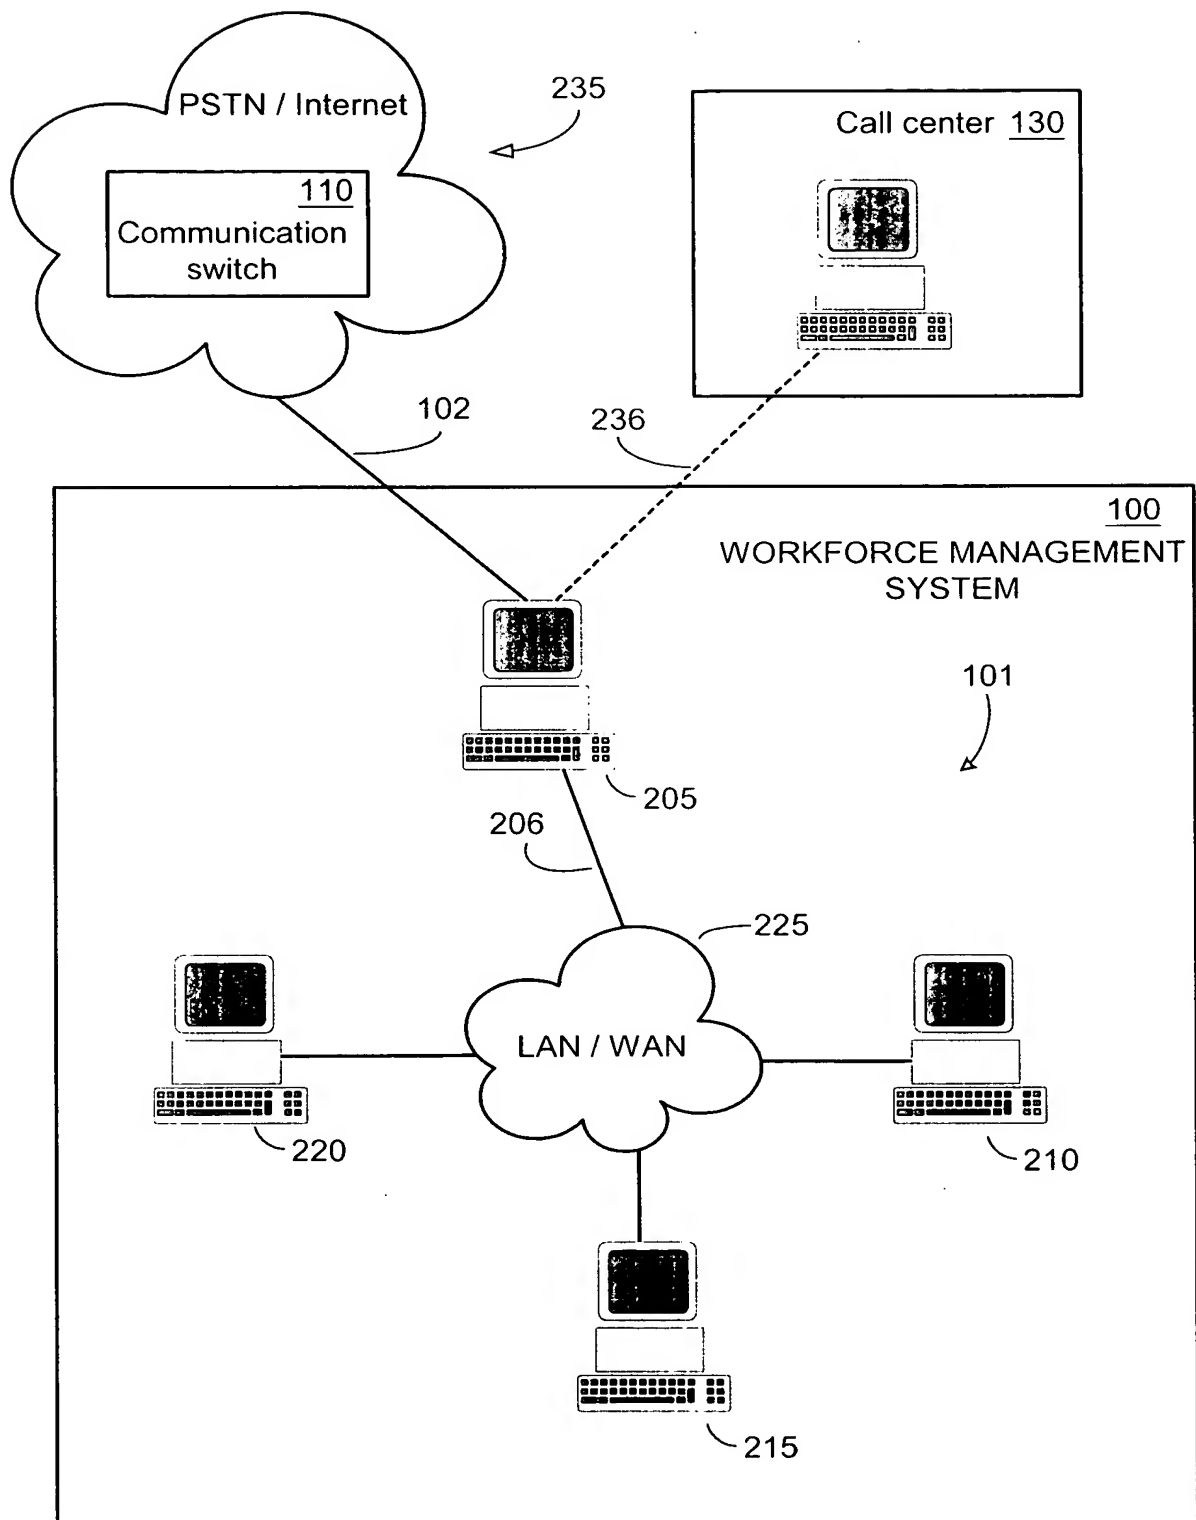 235
PSTN / Internet
Call center 130
110
Communication
switch
102
236
100
WORKFORCE MANAGEMENT
SYSTEM
101
205
206
225
LAN / WAN
220
210
215